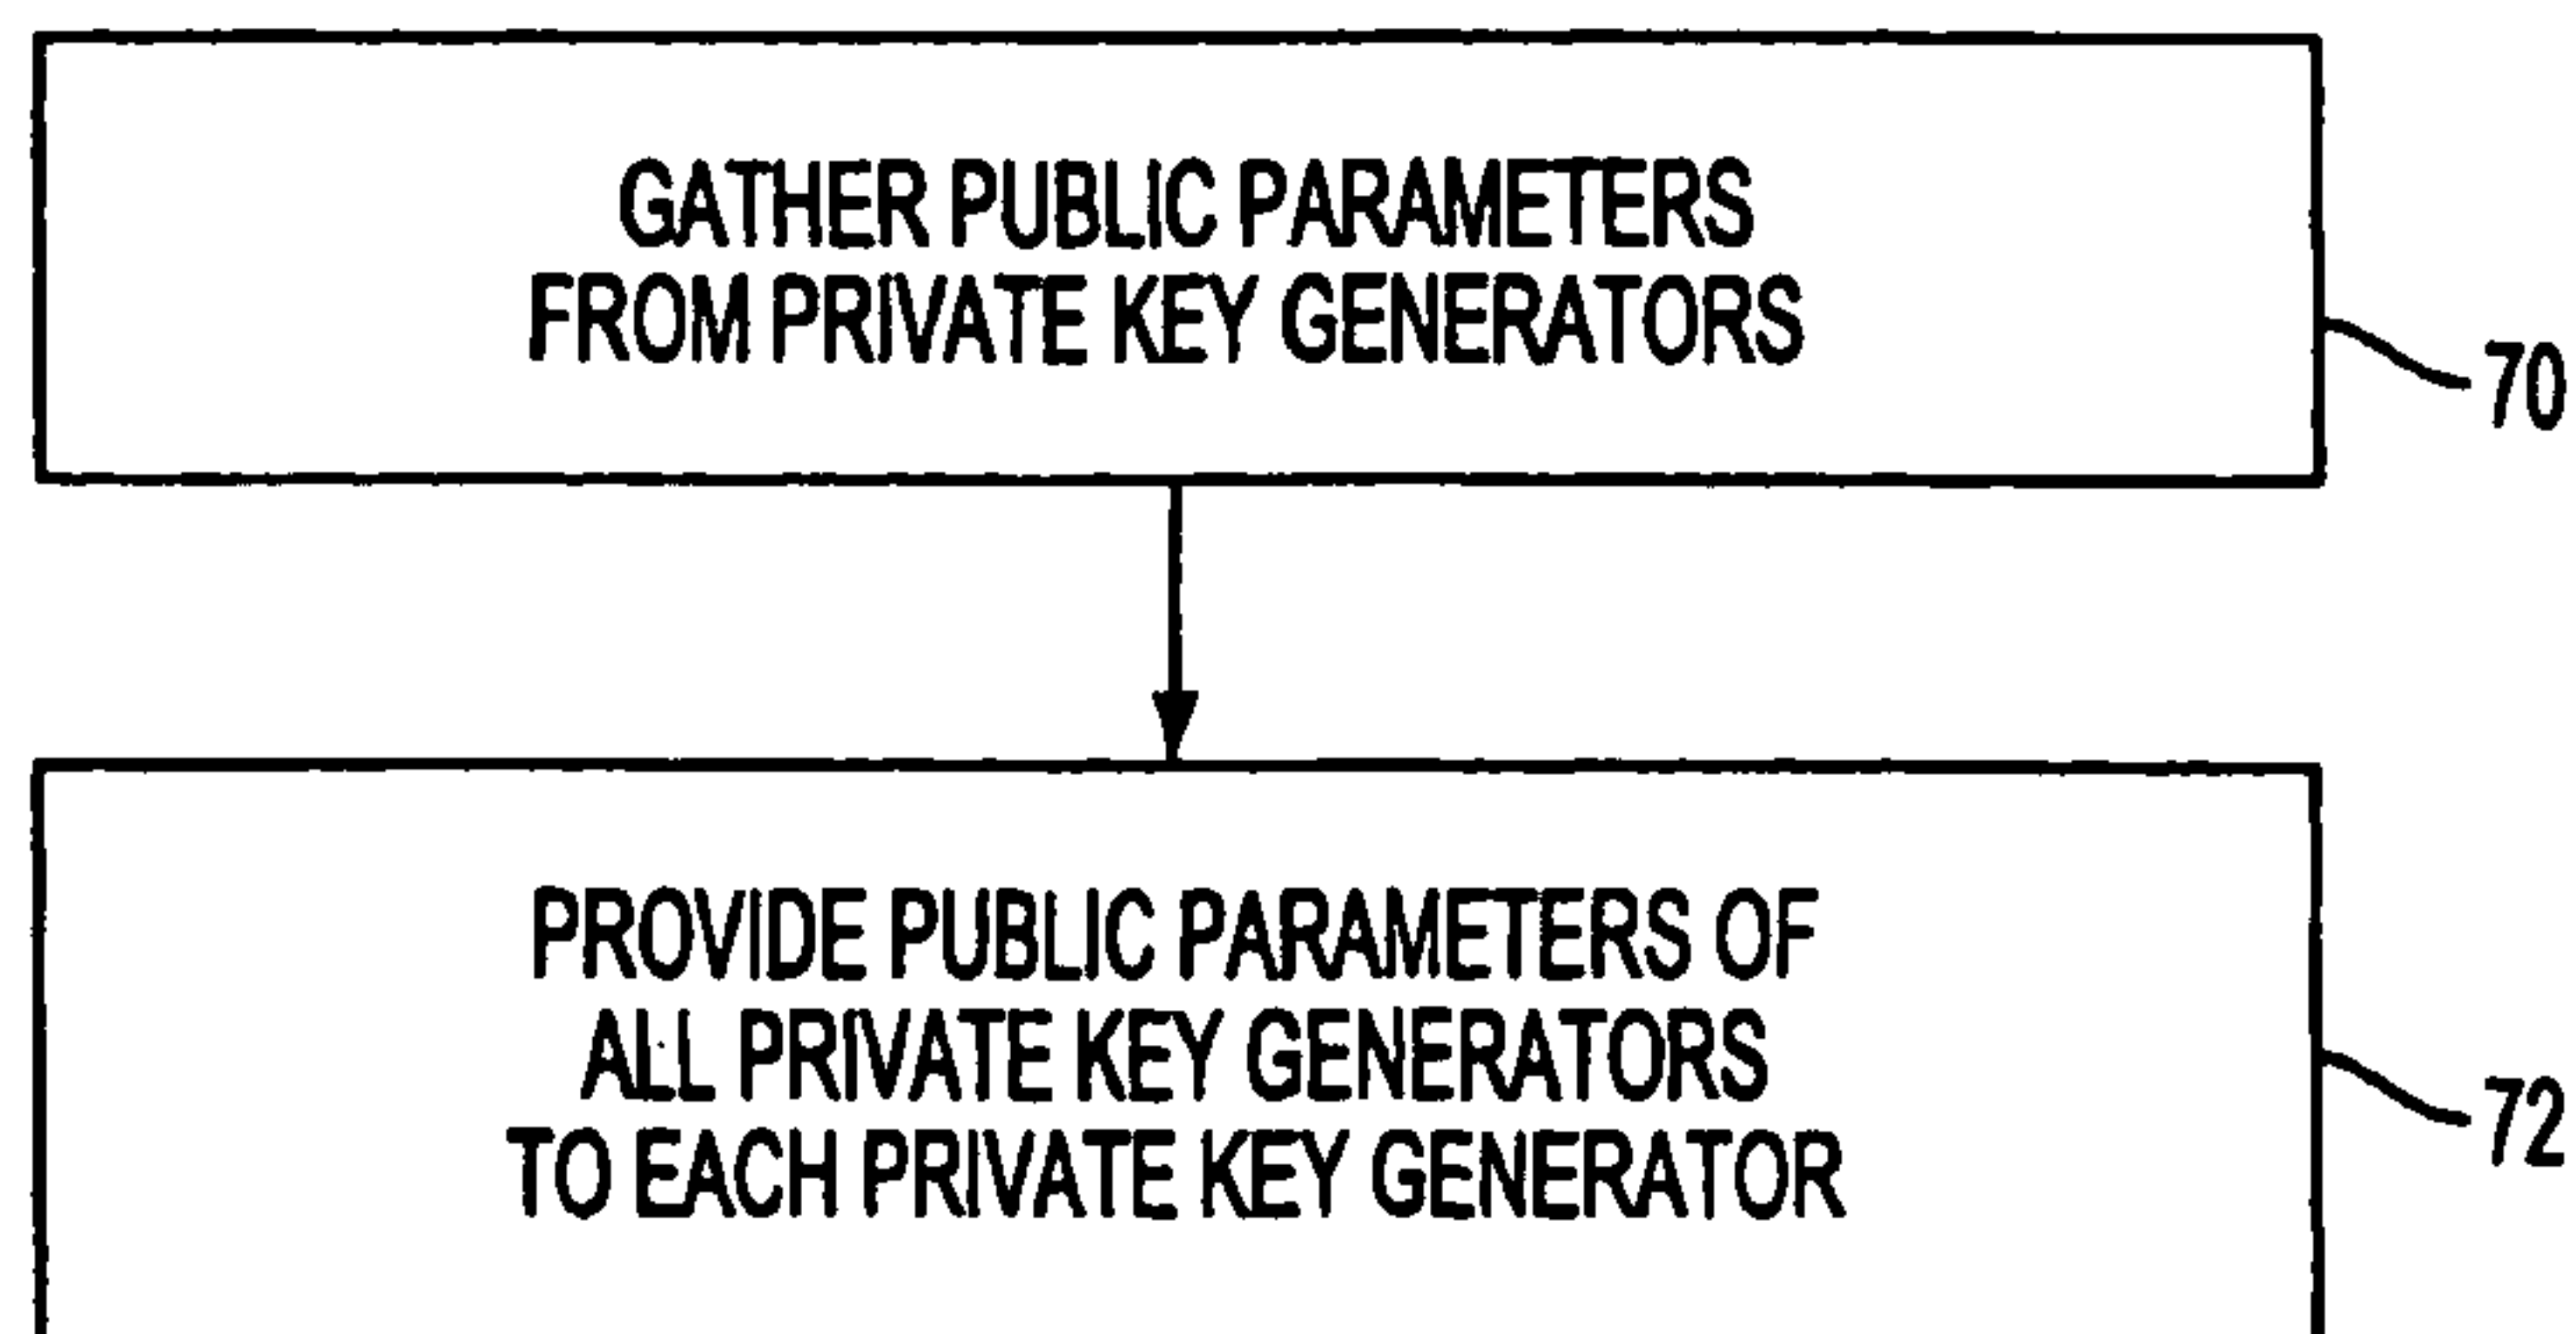 GATHER PUBLIC PARAMETERS
FROM PRIVATE KEY GENERATORS
70
PROVIDE PUBLIC PARAMETERS OF
ALL PRIVATE KEY GENERATORS
TO EACH PRIVATE KEY GENERATOR
72